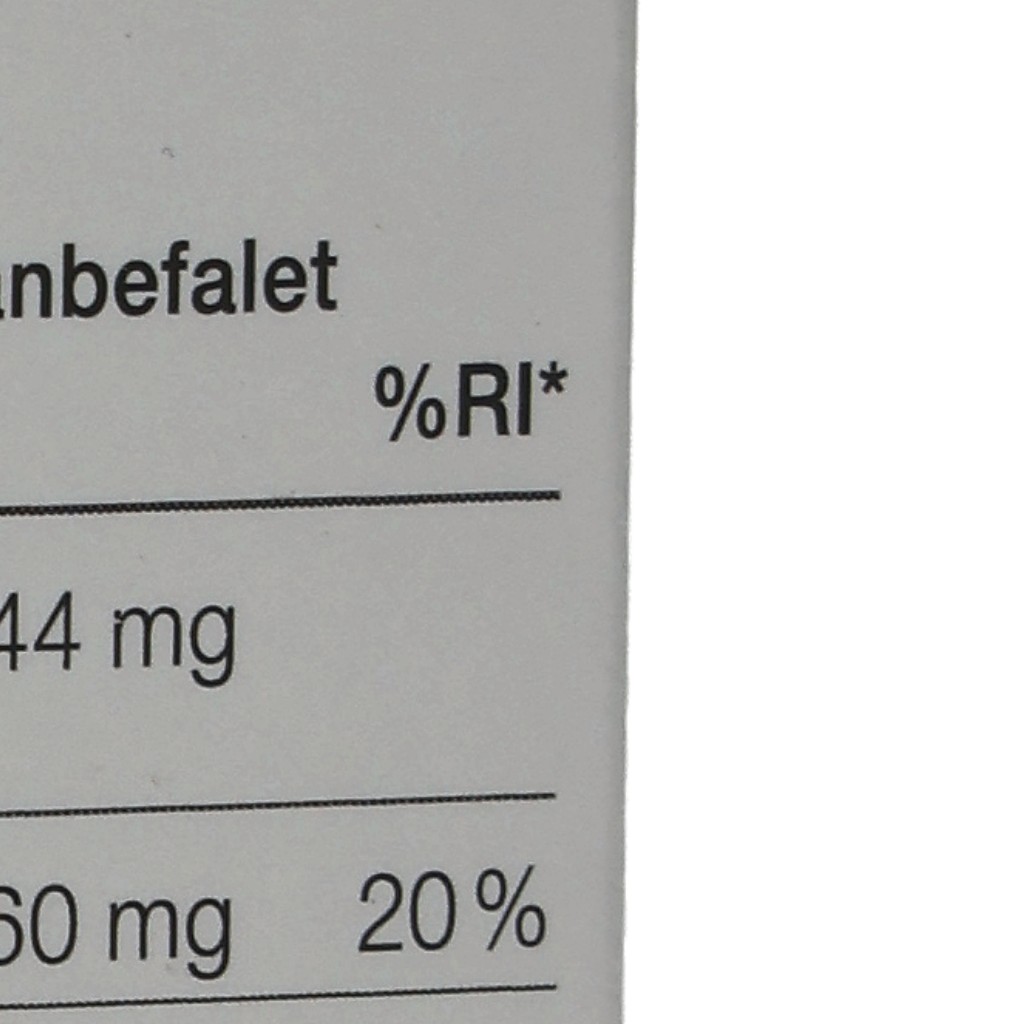 anbefalet
%RI*
44 mg
60 mg 20 %